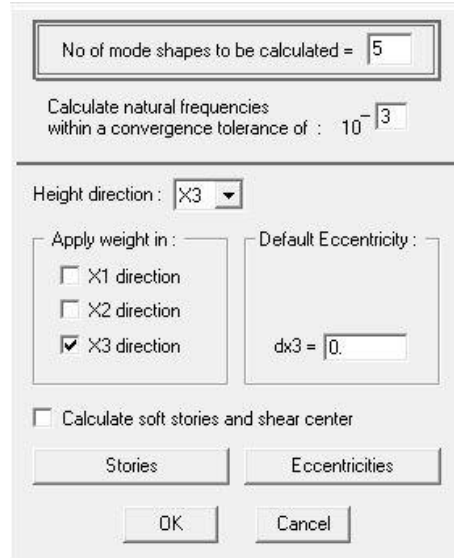 No of mode shapes to be calculated = 5
Calculate natural frequencies
within a convergence tolerance of : 10⁻ 3
Height direction : X3
Apply weight in :
X1 direction
X2 direction
X3 direction
Default Eccentricity :
dx3 = 0.
Calculate soft stories and shear center
Stories
Eccentricities
OK
Cancel